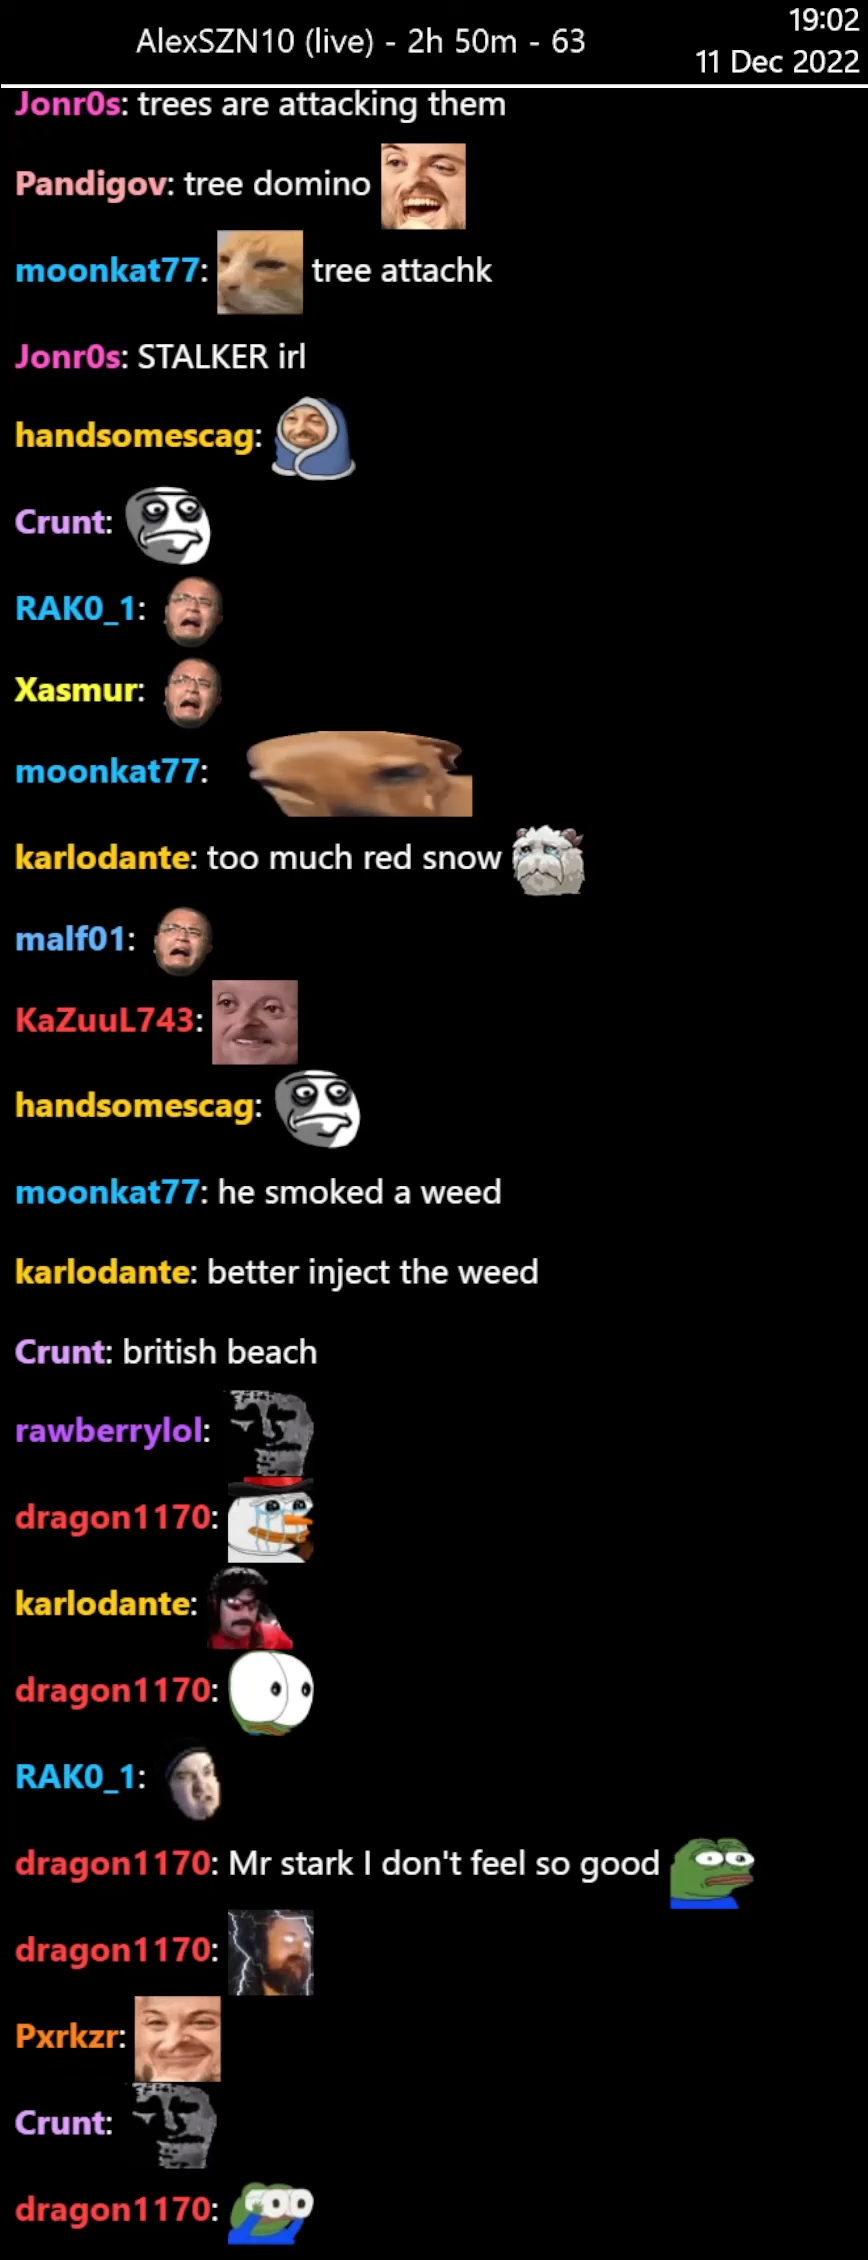 AlexSZN10 (live) - 2h 50m - 63
19:02
11 Dec 2022
Jonr0s: trees are attacking them
Pandigov: tree domino
moonkat77: tree attachk
Jonr0s: STALKER irl
handsomescag:
Crunt:
RAK0_1:
Xasmur:
moonkat77:
karlodante: too much red snow
malf01:
KaZuuL743:
handsomescag:
moonkat77: he smoked a weed
karlodante: better inject the weed
Crunt: british beach
rawberrylol:
dragon1170:
karlodante:
dragon1170:
RAK0_1:
dragon1170: Mr stark I don't feel so good
dragon1170:
Pxrkzr:
Crunt:
dragon1170: